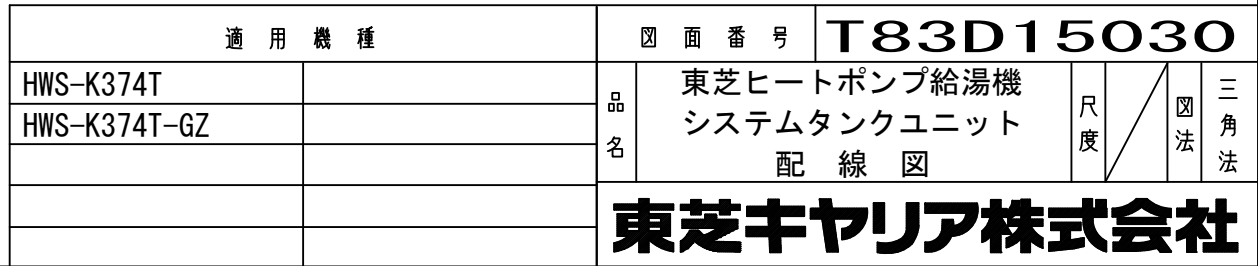 適用機種
HWS-K374T
HWS-K374T-GZ
図面番号 T83D15030
品名
東芝ヒートポンプ給湯機
システムタンクユニット
配線図
尺度
図法
三角法
東芝キヤリア株式会社